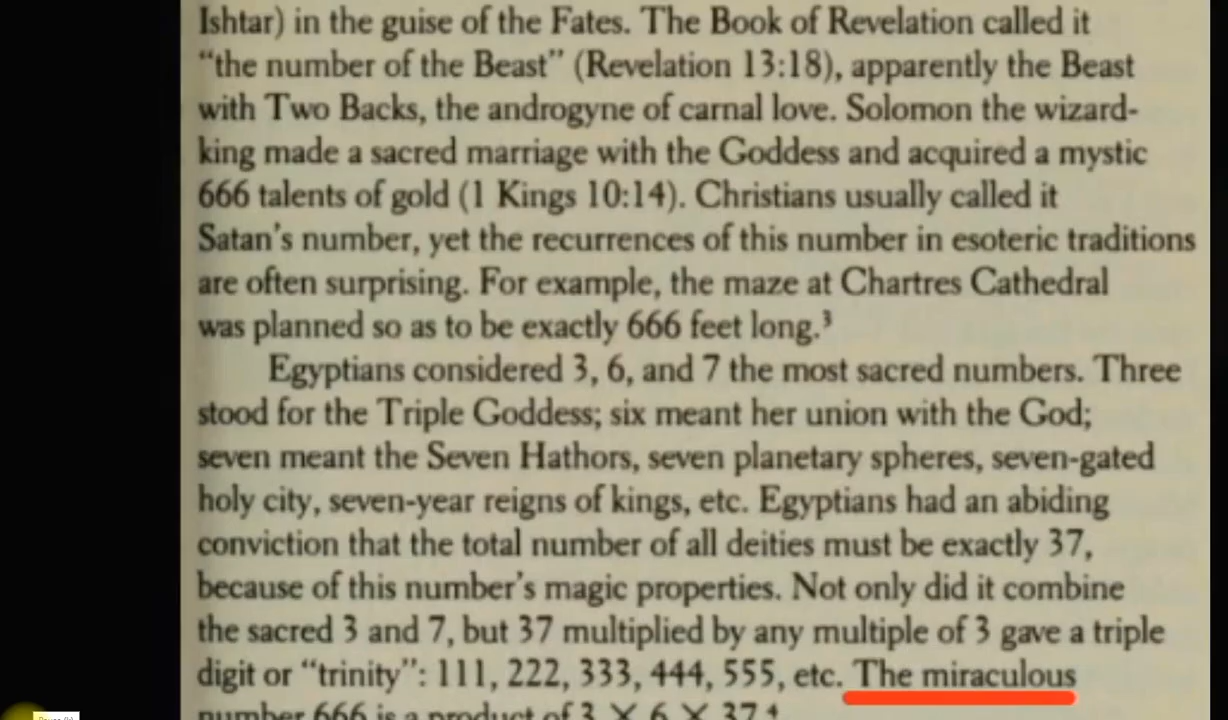 Ishtar) in the guise of the Fates. The Book of Revelation called it
“the number of the Beast” (Revelation 13:18), apparently the Beast
with Two Backs, the androgyne of carnal love. Solomon the wizard-
king made a sacred marriage with the Goddess and acquired a mystic
666 talents of gold (1 Kings 10:14). Christians usually called it
Satan’s number, yet the recurrences of this number in esoteric traditions
are often surprising. For example, the maze at Chartres Cathedral
was planned so as to be exactly 666 feet long.³
Egyptians considered 3, 6, and 7 the most sacred numbers. Three
stood for the Triple Goddess; six meant her union with the God;
seven meant the Seven Hathors, seven planetary spheres, seven-gated
holy city, seven-year reigns of kings, etc. Egyptians had an abiding
conviction that the total number of all deities must be exactly 37,
because of this number’s magic properties. Not only did it combine
the sacred 3 and 7, but 37 multiplied by any multiple of 3 gave a triple
digit or “trinity”: 111, 222, 333, 444, 555, etc. The miraculous
number 666 is a product of 3 X 6 X 37.⁴